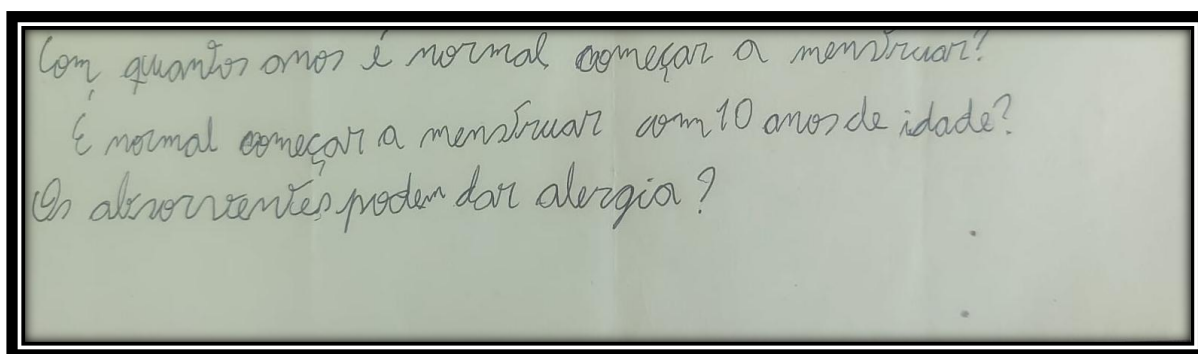 Com quantos anos é normal começar a menstruar?
É normal começar a menstruar com 10 anos de idade?
Os absorventes podem dar alergia?